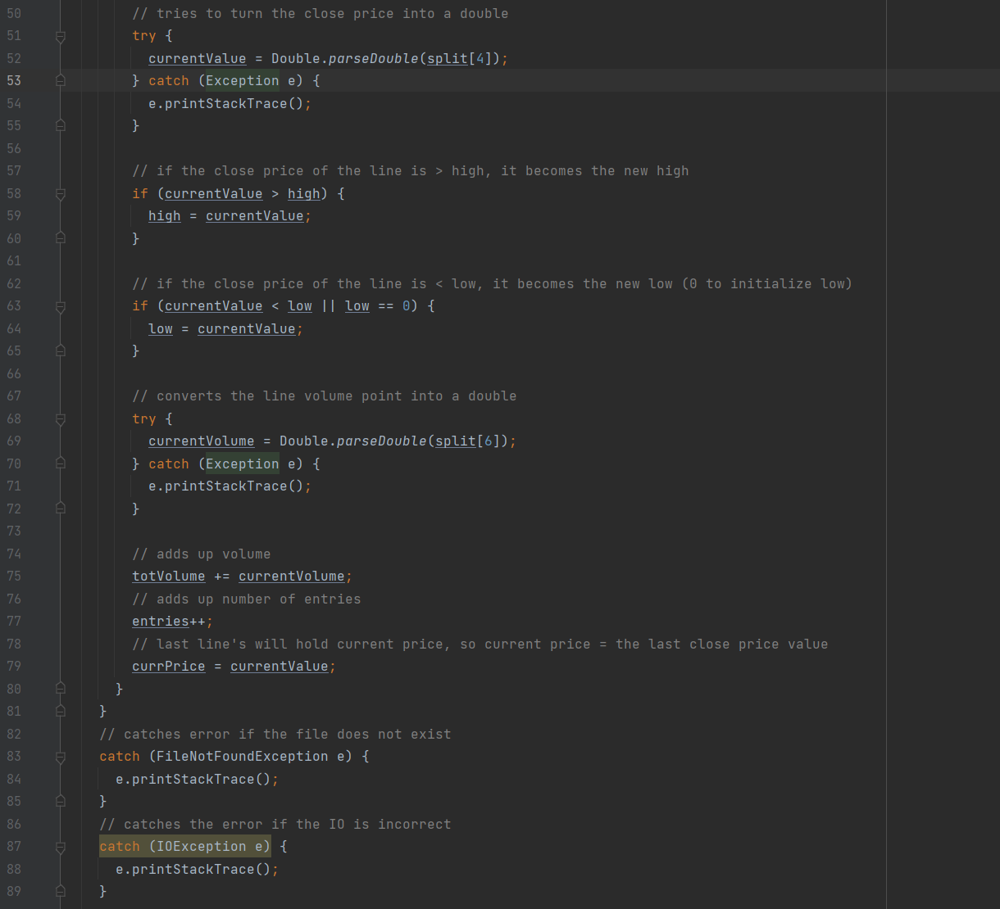 50 // tries to turn the close price into a double
51 try {
52 currentValue = Double.parseDouble(split[4]);
53 } catch (Exception e) {
54 e.printStackTrace();
55 }
56
57 // if the close price of the line is > high, it becomes the new high
58 if (currentValue > high) {
59 high = currentValue;
60 }
61
62 // if the close price of the line is < low, it becomes the new low (0 to initialize low)
63 if (currentValue < low || low == 0) {
64 low = currentValue;
65 }
66
67 // converts the line volume point into a double
68 try {
69 currentVolume = Double.parseDouble(split[6]);
70 } catch (Exception e) {
71 e.printStackTrace();
72 }
73
74 // adds up volume
75 totVolume += currentVolume;
76 // adds up number of entries
77 entries++;
78 // last line's will hold current price, so current price = the last close price value
79 currPrice = currentValue;
80 }
81 }
82 // catches error if the file does not exist
83 catch (FileNotFoundException e) {
84 e.printStackTrace();
85 }
86 // catches the error if the IO is incorrect
87 catch (IOException e) {
88 e.printStackTrace();
89 }